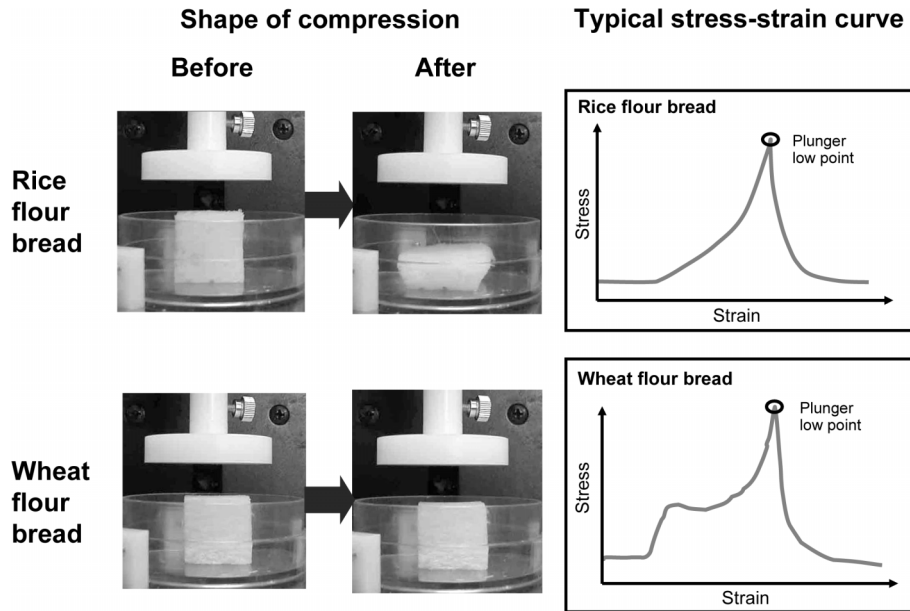 Shape of compression
Typical stress-strain curve
Before
After
Rice
flour
bread
Rice flour bread
Plunger
low point
Stress
Strain
Wheat
flour
bread
Wheat flour bread
Plunger
low point
Stress
Strain